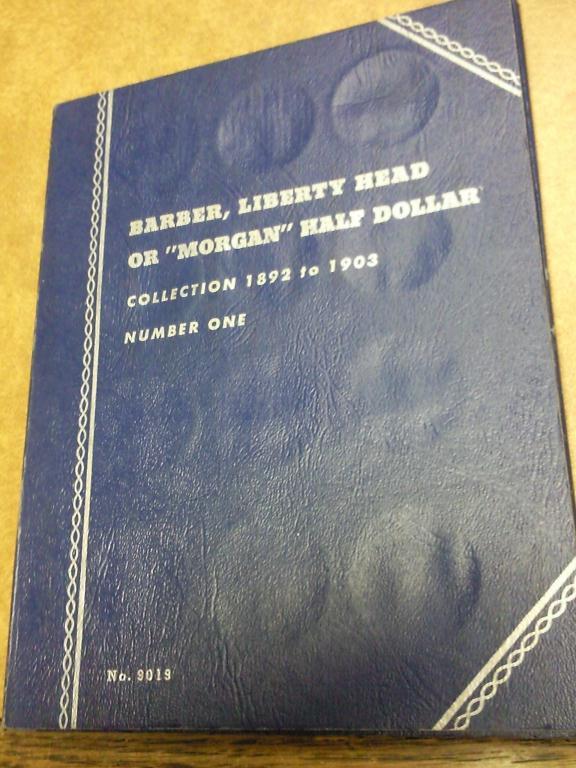 BARBER, LIBERTY HEAD
OR "MORGAN" HALF DOLLAR
COLLECTION 1892 to 1903
NUMBER ONE
No. 9019